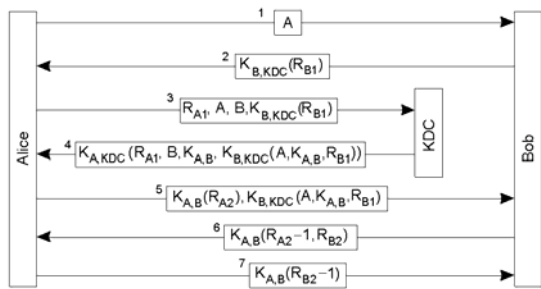 1 A
2 K_B,KDC(R_B1)
3 R_A1, A, B,K_B,KDC(R_B1)
4 K_A,KDC(R_A1, B,K_A,B, K_B,KDC(A,K_A,B,R_B1))
5 K_A,B(R_A2),K_B,KDC(A,K_A,B,R_B1)
6 K_A,B(R_A2−1,R_B2)
7 K_A,B(R_B2−1)
Alice
KDC
Bob